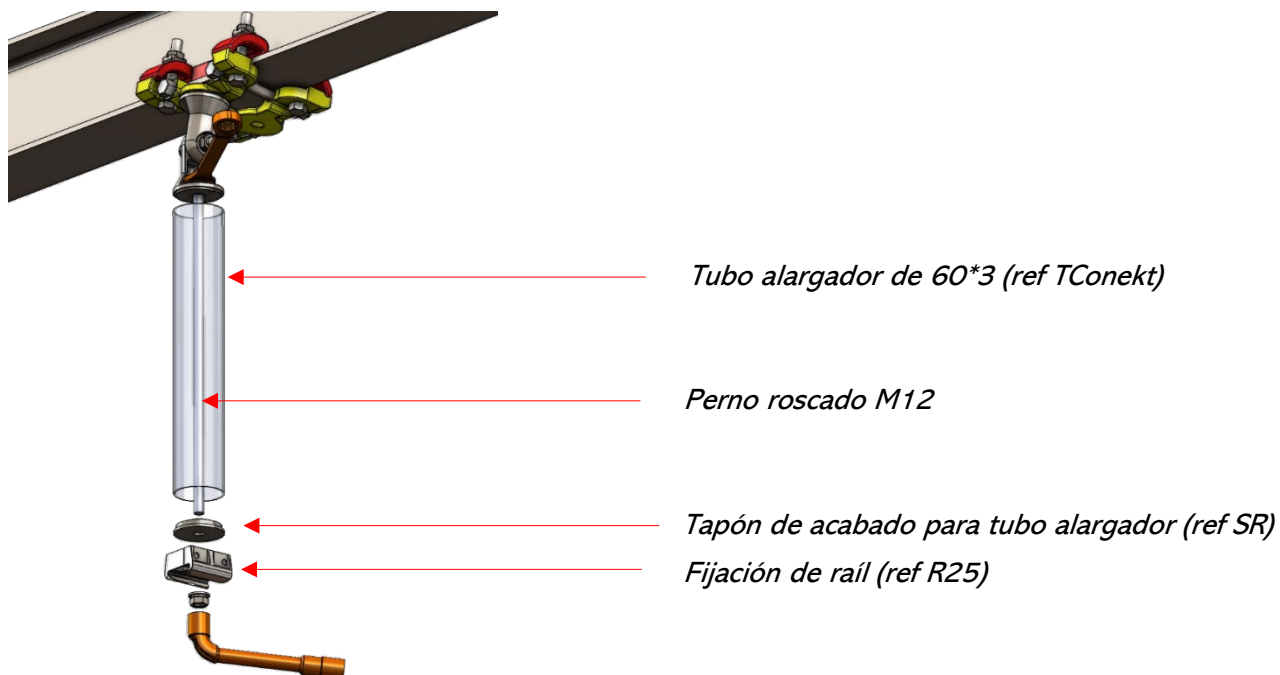 Tubo alargador de 60*3 (ref TConekt)
Perno roscado M12
Tapón de acabado para tubo alargador (ref SR)
Fijación de raíl (ref R25)